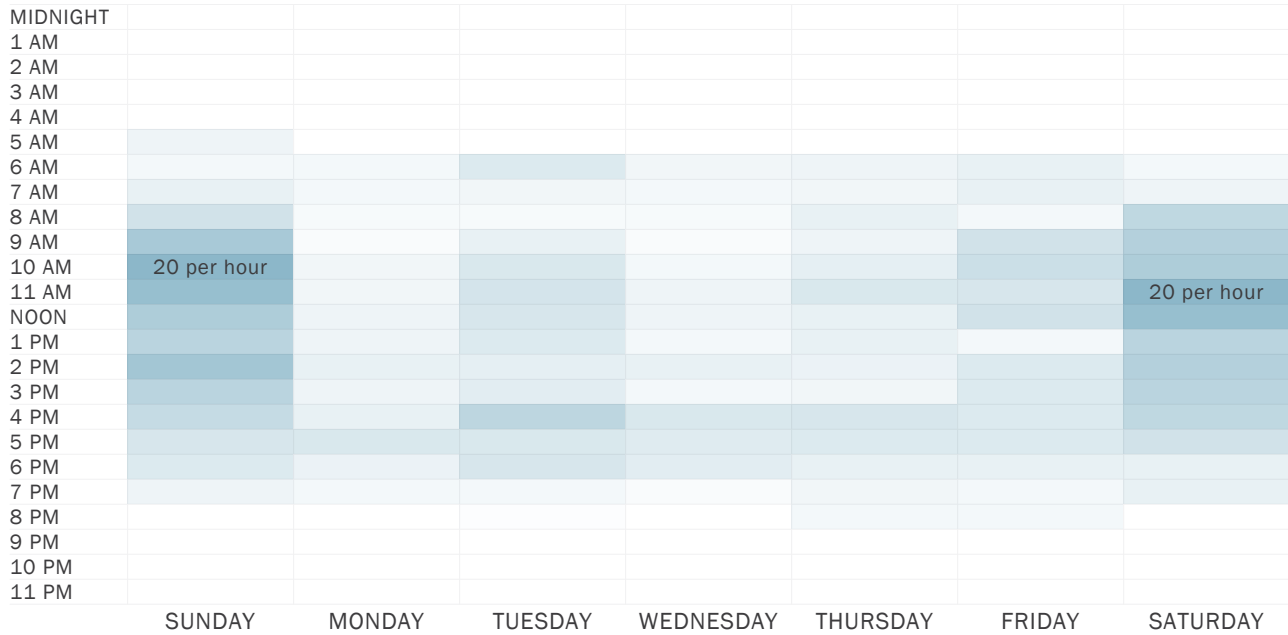 MIDNIGHT
1 AM
2 AM
3 AM
4 AM
5 AM
6 AM
7 AM
8 AM
9 AM
10 AM 20 per hour
11 AM 20 per hour
NOON
1 PM
2 PM
3 PM
4 PM
5 PM
6 PM
7 PM
8 PM
9 PM
10 PM
11 PM
SUNDAY MONDAY TUESDAY WEDNESDAY THURSDAY FRIDAY SATURDAY